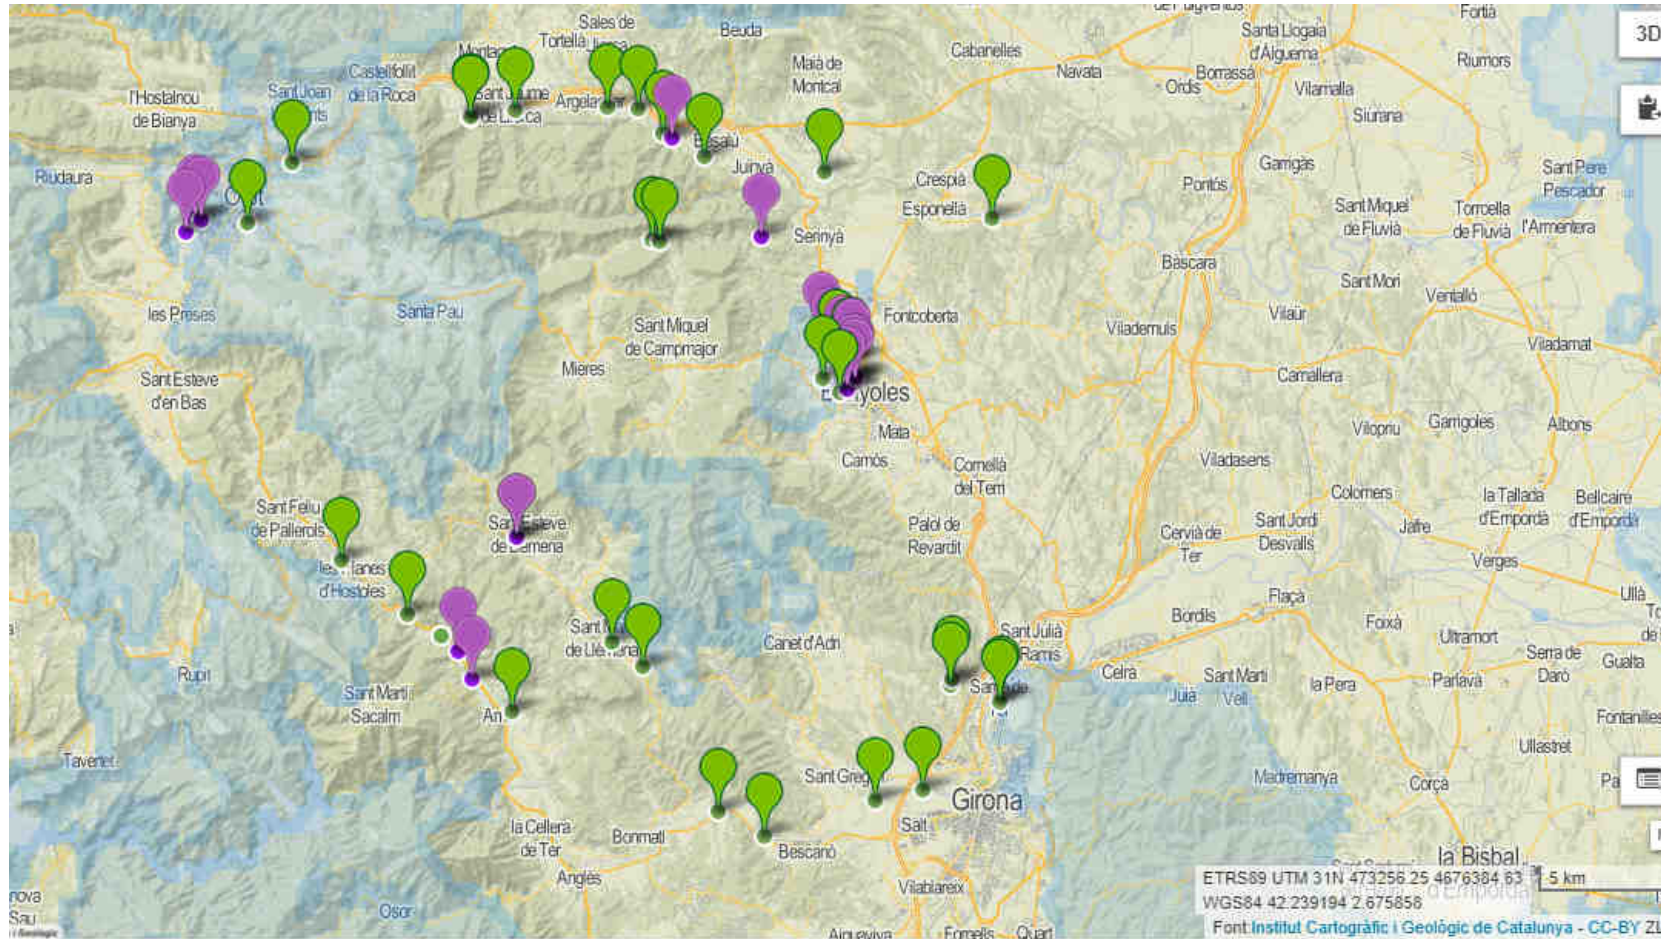 Sales de
Beuda
Santa Llogaia
d'Àiguema
Fortià
3D
Tortellà
Cabanelles
Maià de
Montcal
Navata
Borrassà
Ordis
Riumors
Vilamalla
Castellfollit
de la Roca
l'Hostalnou
de Bianya
Sant Joan
Siurana
Juinyà
Garrigàs
Sant Pere
Pescador
Riudaura
Crespià
Esponellà
Pontós
Sant Miquel
de Fluvià
Torroella
de Fluvià
l'Armentera
Serinyà
Bàscara
Sant Mori
Ventalló
les Preses
Santa Pau
Sant Miquel
de Campmajor
Fontcoberta
Vilademuls
Vilaür
Viladamat
Mieres
Sant Esteve
d'en Bas
Camallera
Mata
Vilopriu
Garrigoles
Albons
Camós
Cornellà
del Terri
Viladasens
Colomers
la Tallada
d'Empordà
Bellcaire
d'Empordà
Sant Feliu
de Pallerols
Palol de
Revardit
Cervià de
Ter
Sant Jordi
Desvalls
Jafre
Verges
d'Hostoles
Flaçà
Ullà
Bordils
Foixà
Sant Julià
Ramis
Canet d'Adri
Ultramort
Serra de
Daró
Gualta
Rupit
Celrà
Sant Martí
Vell
Juià
la Pera
Parlavà
Sant Martí
Sacalm
Fontanilles
Ullastret
Tavertet
Madremanya
Corçà
Girona
la Cellera
de Ter
Bonmatí
Salt
Bescanó
Anglès
Vilablareix
la Bisbal
ETRS89 UTM 31N 473256.25 4676384.63
5 km
WGS84 42.239194 2.675858
Osor
Font:Institut Cartogràfic i Geològic de Catalunya - CC-BY
Aiguaviva
Fornells
Quart